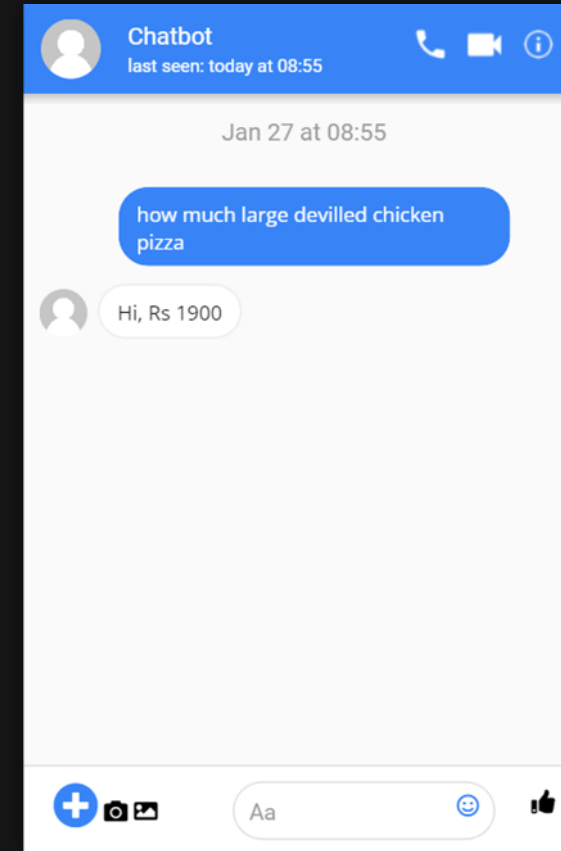 Chatbot
last seen: today at 08:55
Jan 27 at 08:55
how much large devilled chicken
pizza
Hi, Rs 1900
Aa